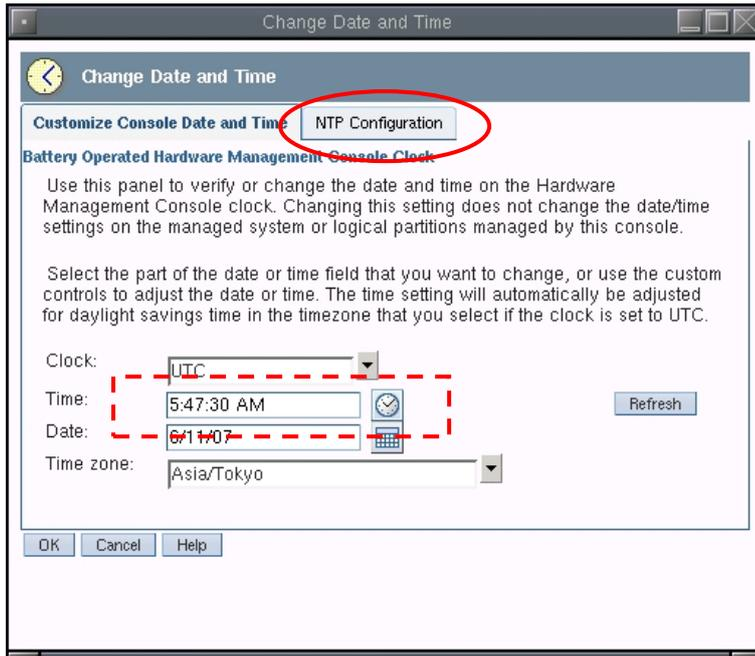 Change Date and Time
Change Date and Time
Customize Console Date and Time
NTP Configuration
Battery Operated Hardware Management Console Clock
Use this panel to verify or change the date and time on the Hardware
Management Console clock. Changing this setting does not change the date/time
settings on the managed system or logical partitions managed by this console.
Select the part of the date or time field that you want to change, or use the custom
controls to adjust the date or time. The time setting will automatically be adjusted
for daylight savings time in the timezone that you select if the clock is set to UTC.
Clock:
UTC
Time:
5:47:30 AM
Refresh
Date:
6/11/07
Time zone:
Asia/Tokyo
OK
Cancel
Help